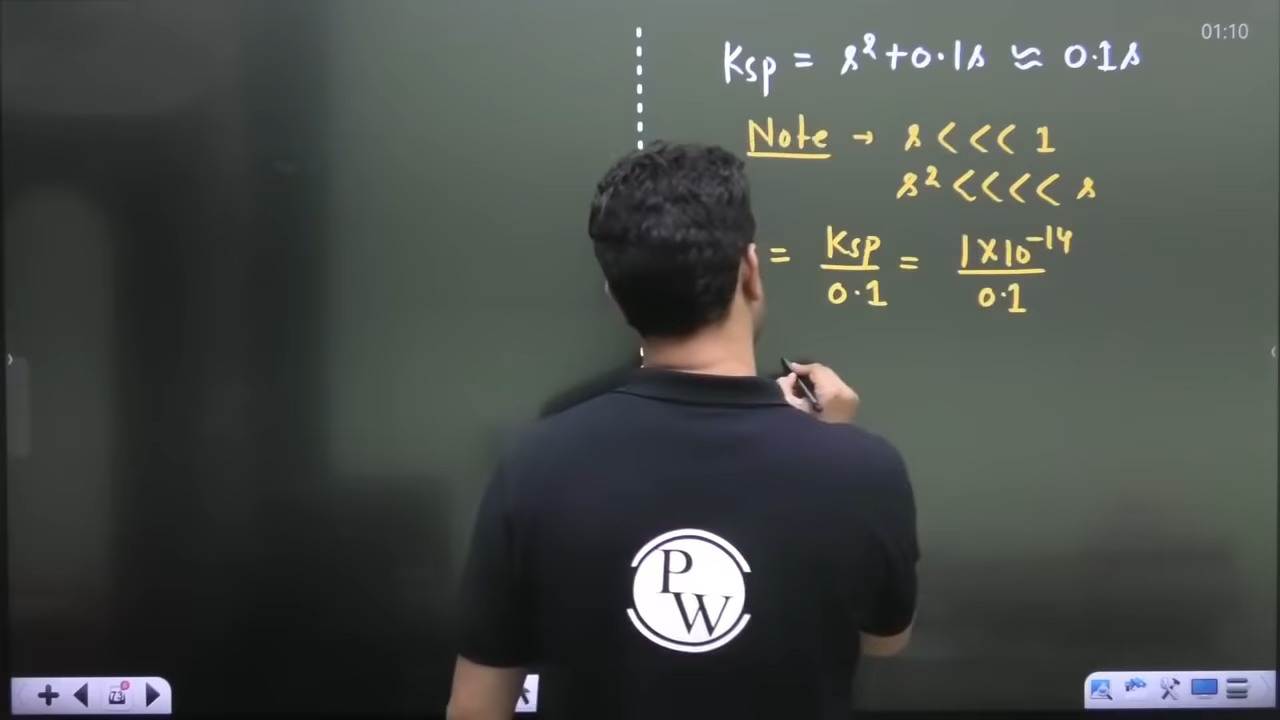 01:10
Ksp = s² + 0.1s ≈ 0.1s
Note → s < < < 1
s² < < < < s
= Ksp/0.1 = 1 × 10⁻¹⁴/0.1
P
W
73